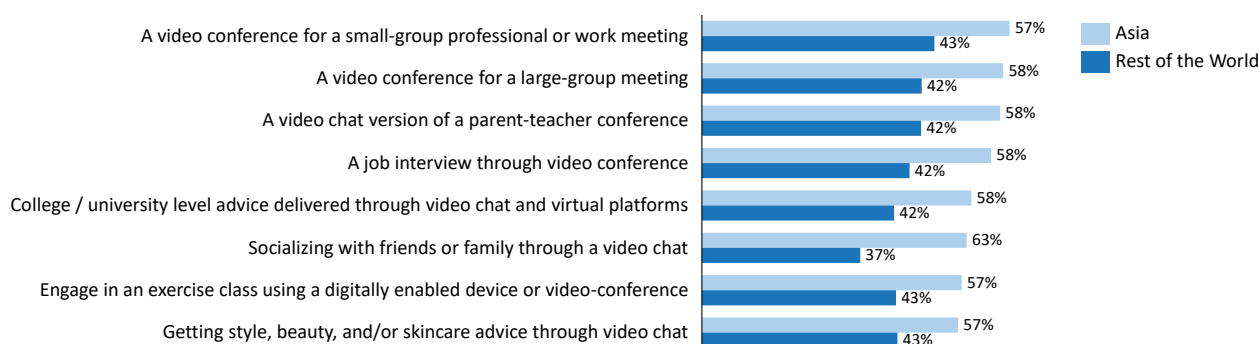 A video conference for a small-group professional or work meeting
57%
43%
Asia
Rest of the World
A video conference for a large-group meeting
58%
42%
A video chat version of a parent-teacher conference
58%
42%
A job interview through video conference
58%
42%
College / university level advice delivered through video chat and virtual platforms
58%
42%
Socializing with friends or family through a video chat
63%
37%
Engage in an exercise class using a digitally enabled device or video-conference
57%
43%
Getting style, beauty, and/or skincare advice through video chat
57%
43%